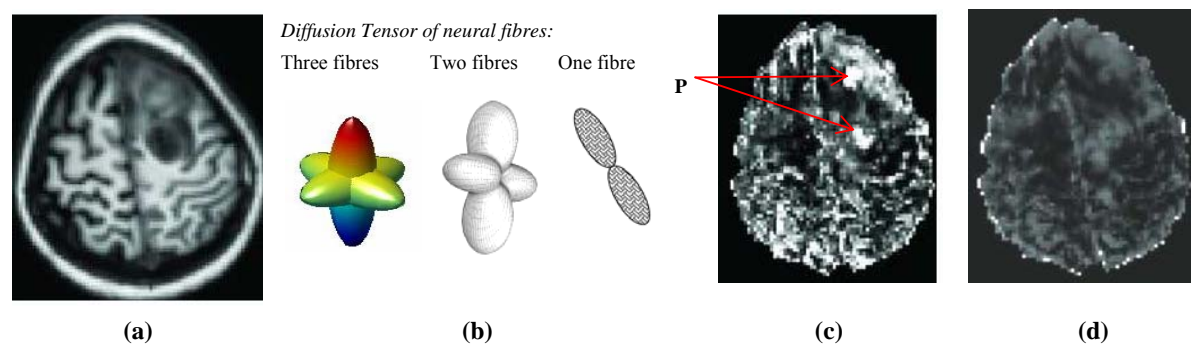 Diffusion Tensor of neural fibres:
Three fibres Two fibres One fibre
P
(a) (b) (c) (d)